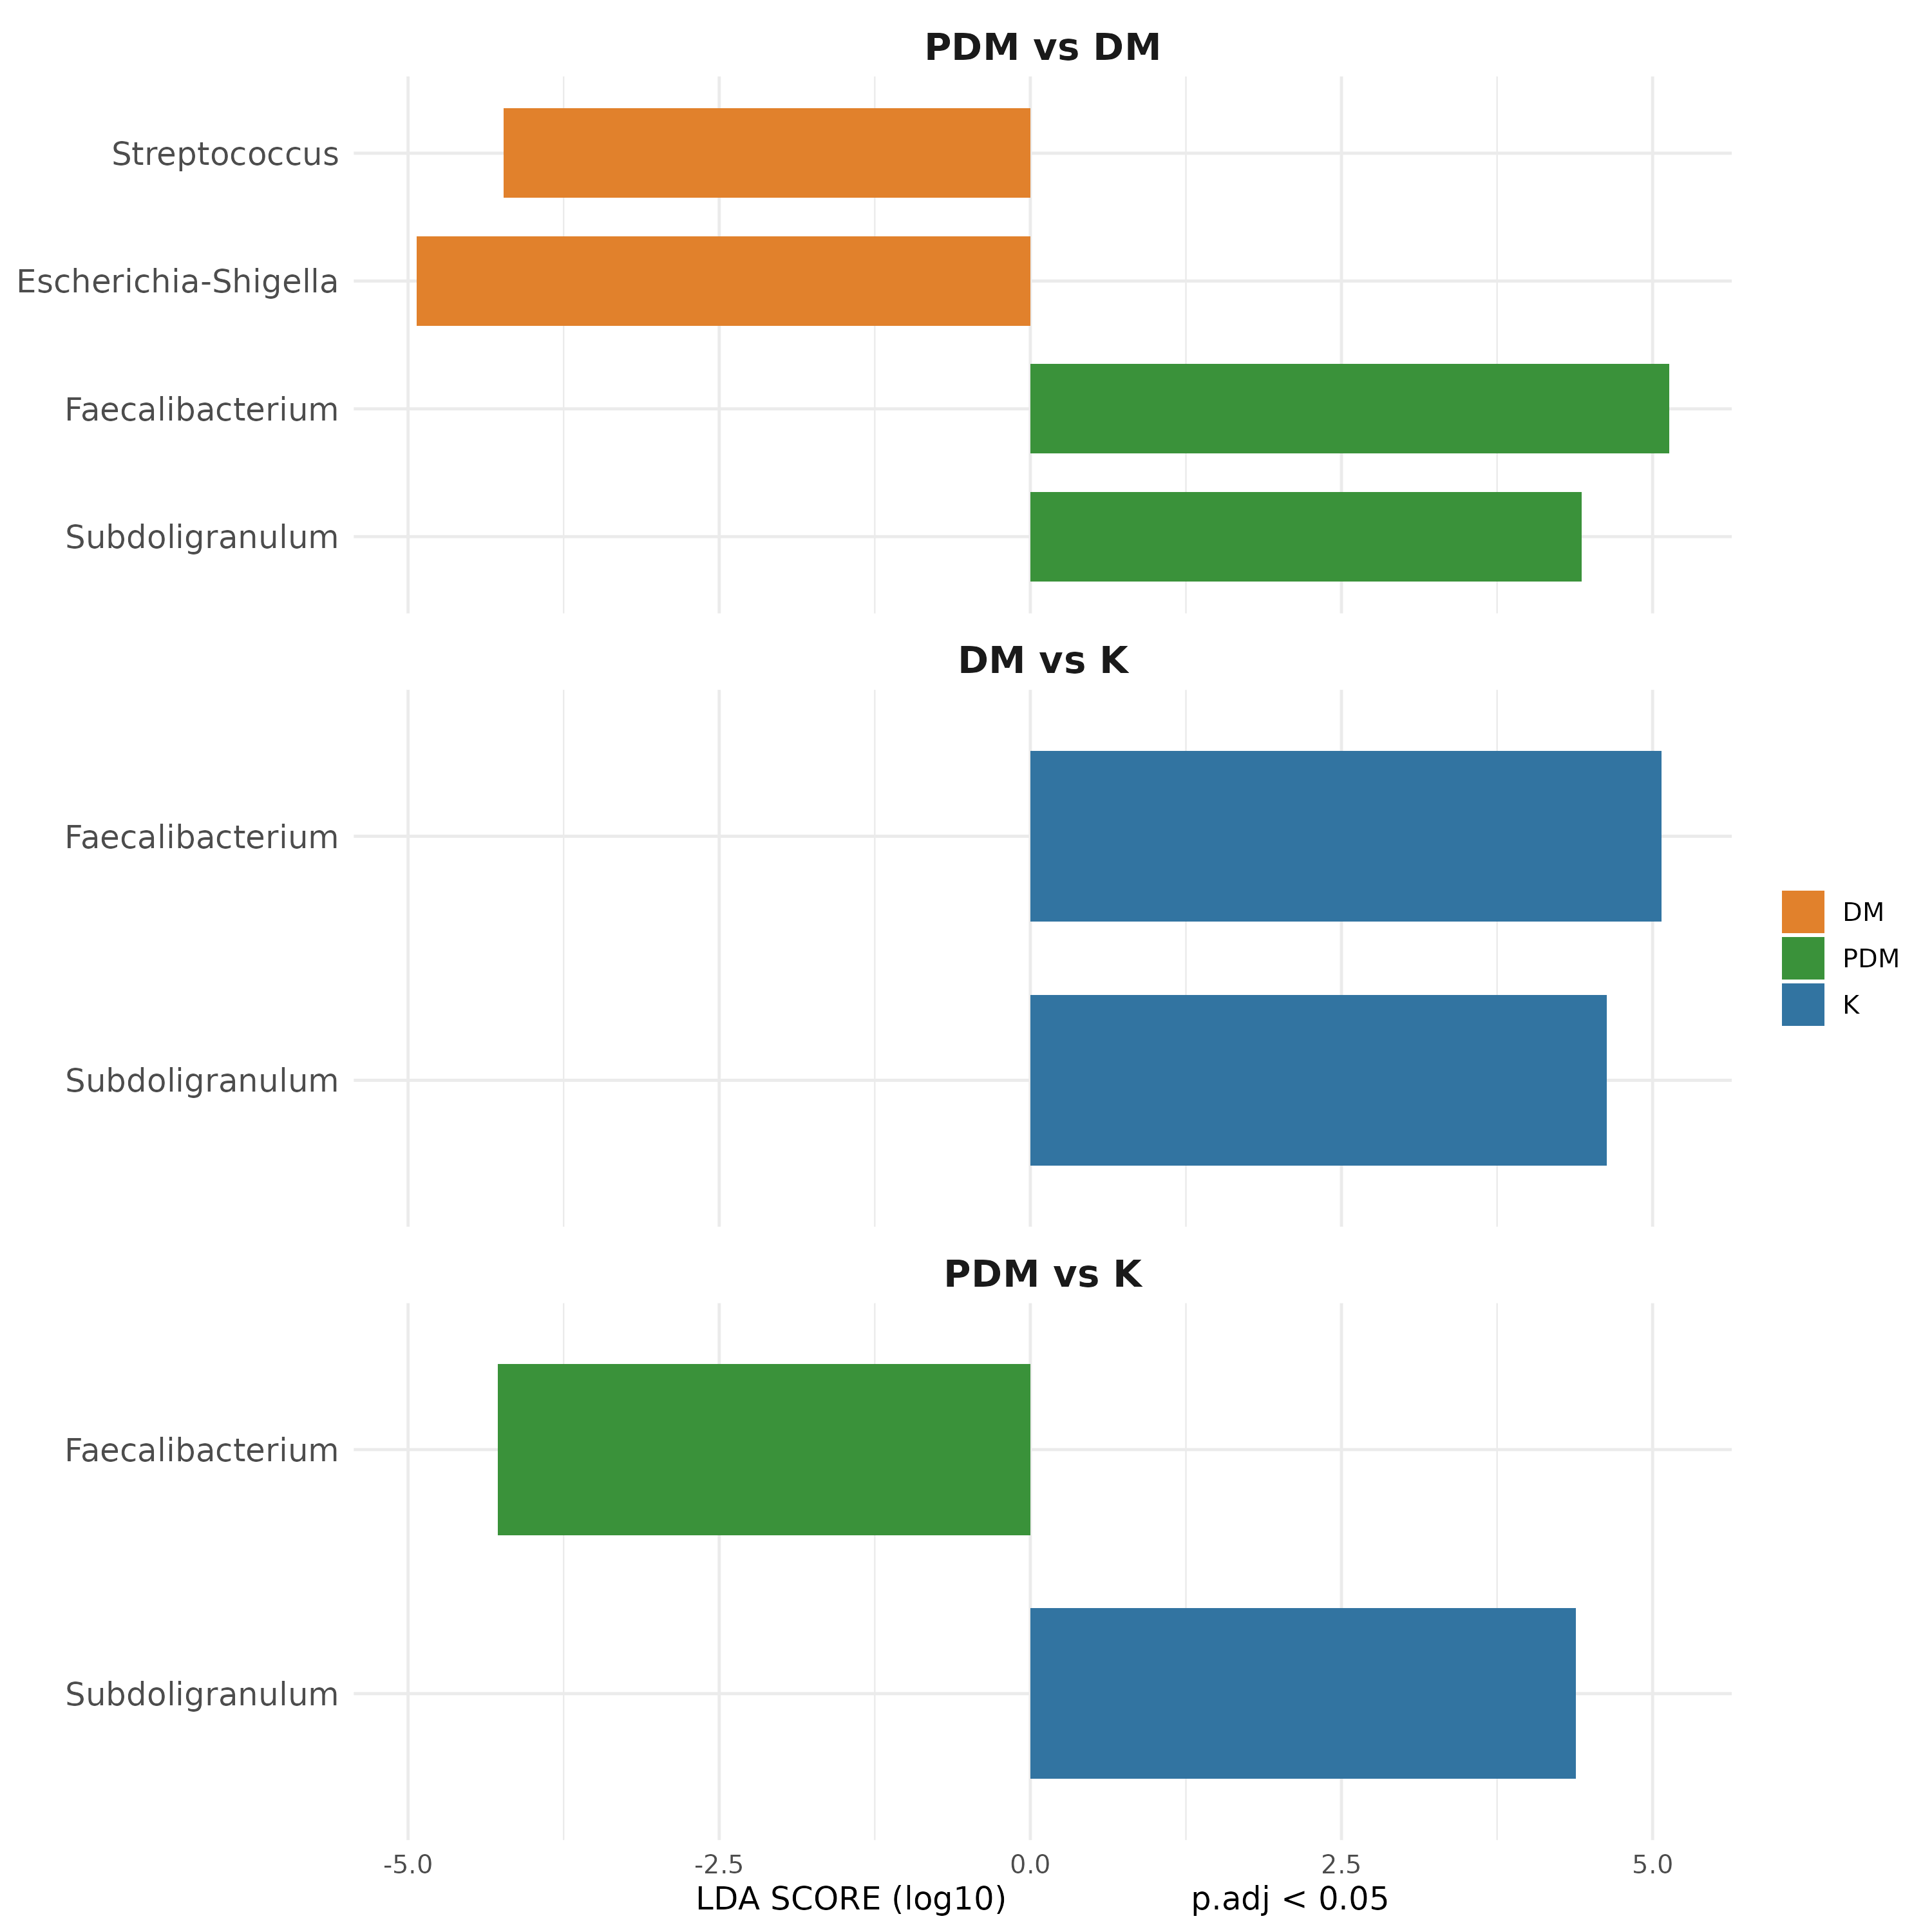 PDM vs DM
Streptococcus
Escherichia-Shigella
Faecalibacterium
Subdoligranulum
DM vs K
Faecalibacterium
Subdoligranulum
DM
PDM
K
PDM vs K
Faecalibacterium
Subdoligranulum
-5.0 -2.5 0.0 2.5 5.0
LDA SCORE (log10) p.adj < 0.05